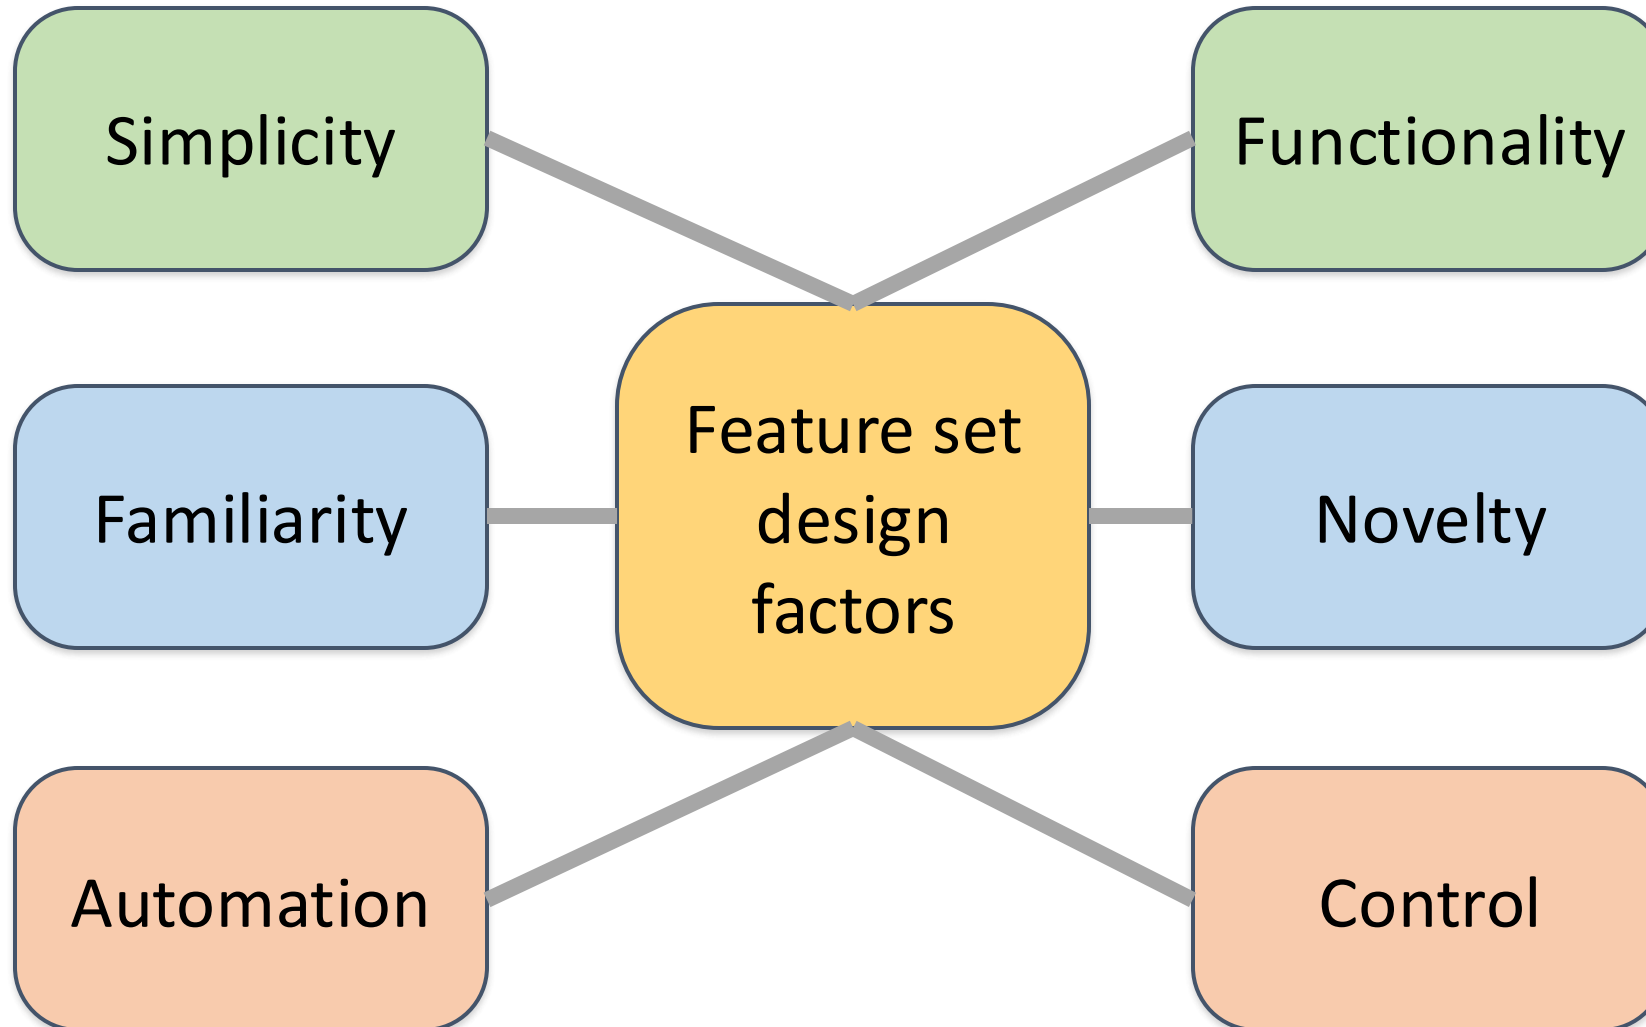 Simplicity
Functionality
Feature set
design
factors
Familiarity
Novelty
Automation
Control